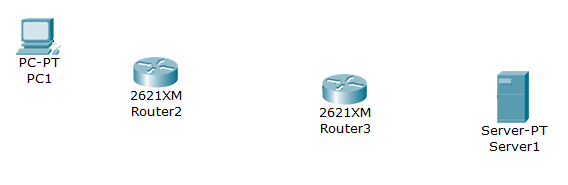 PC-PT
PC1
2621XM
Router2
2621XM
Router3
Server-PT
Server1